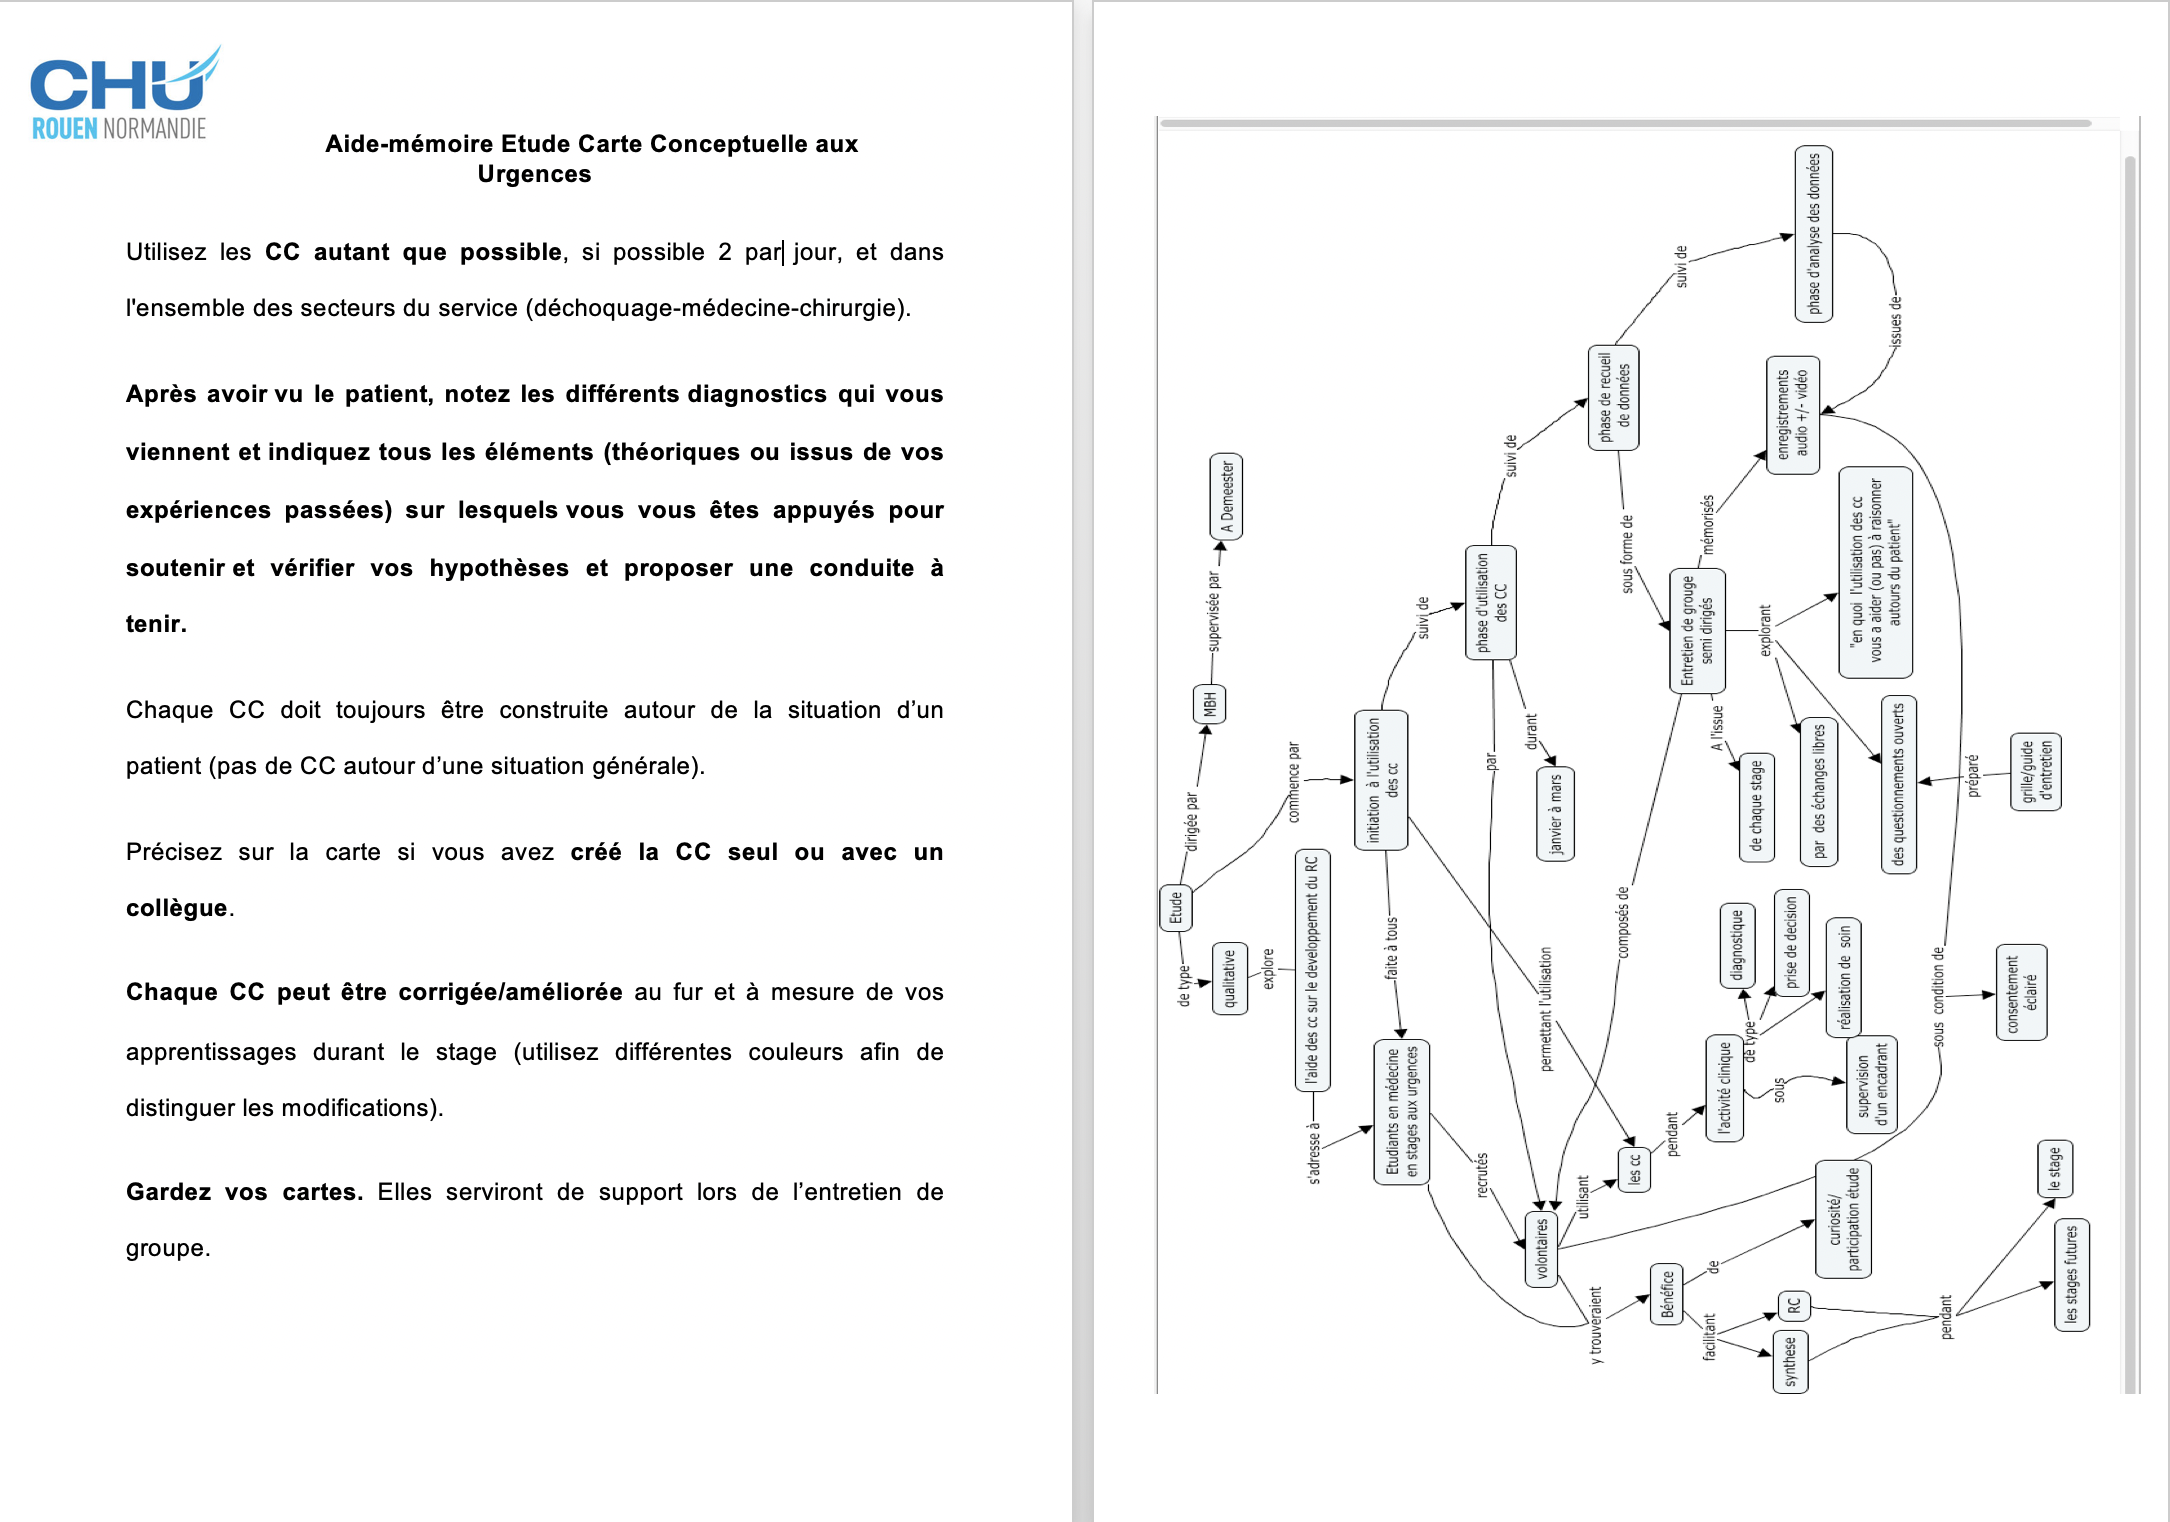 CHU
ROUEN NORMANDIE
Aide-mémoire Etude Carte Conceptuelle aux
Urgences
Utilisez les CC autant que possible, si possible 2 par jour, et dans
l'ensemble des secteurs du service (déchoquage-médecine-chirurgie).
Après avoir vu le patient, notez les différents diagnostics qui vous
viennent et indiquez tous les éléments (théoriques ou issus de vos
expériences passées) sur lesquels vous vous êtes appuyés pour
soutenir et vérifier vos hypothèses et proposer une conduite à
tenir.
Chaque CC doit toujours être construite autour de la situation d’un
patient (pas de CC autour d’une situation générale).
Précisez sur la carte si vous avez créé la CC seul ou avec un
collègue.
Chaque CC peut être corrigée/améliorée au fur et à mesure de vos
apprentissages durant le stage (utilisez différentes couleurs afin de
distinguer les modifications).
Gardez vos cartes. Elles serviront de support lors de l’entretien de
groupe.
Etude
dirigée par
MBH
supervisée par
A Demeester
de type
qualitative
explore
l'aide des cc sur le developpement du RC
s'adresse à
commence par
initiation à l'utilisation
des cc
faite à tous
Etudiants en médecine
en stages aux urgences
suivi de
phase d'utilisation
des CC
par
durant
janvier à mars
permettant l'utilisation
recrutés
volontaires
utilisant
les cc
pendant
l'activité clinique
de type
diagnostique
prise de decision
réalisation de soin
sous
supervision
d'un encadrant
suivi de
phase de recueil
de données
suivi de
phase d'analyse des données
issues de
enregistrements
audio +/- vidéo
sous forme de
Entretien de grouge
semi dirigés
mémorisés
explorant
"en quoi l'utilisation des cc
vous a aider (ou pas) à raisonner
autours du patient"
A l'issue
de chaque stage
par des échanges libres
des questionnements ouverts
préparé
grille/guide
d'entretien
composés de
sous condition de
consentement
éclairé
y trouveraient
Bénéfice
de
curiosité/
participation étude
facilitant
RC
synthese
pendant
le stage
les stages futures